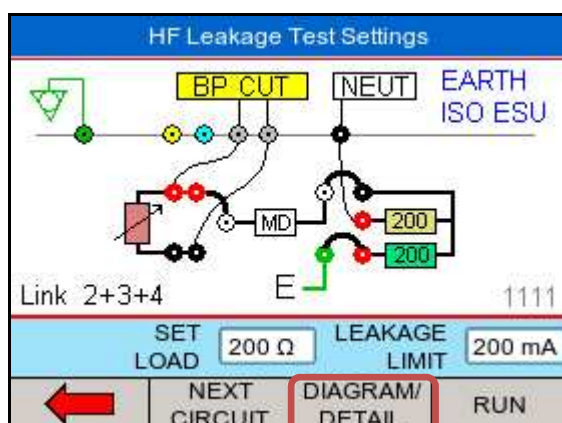 HF Leakage Test Settings
BP CUT NEUT EARTH
ISO ESU
MD
200
200
E
Link 2+3+4 1111
SET LOAD 200 Ω LEAKAGE LIMIT 200 mA
NEXT CIRCUIT DIAGRAM/ DETAIL RUN